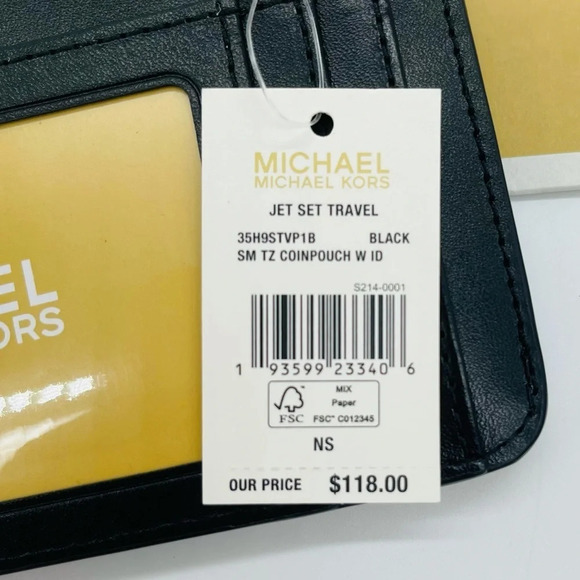 MICHAEL
MICHAEL KORS
JET SET TRAVEL
35H9STVP1B BLACK
SM TZ COINPOUCH W ID
S214-0001
1 93599 23340 6
MIX
Paper
FSC
FSC™ C012345
NS
OUR PRICE $118.00
EL
ORS